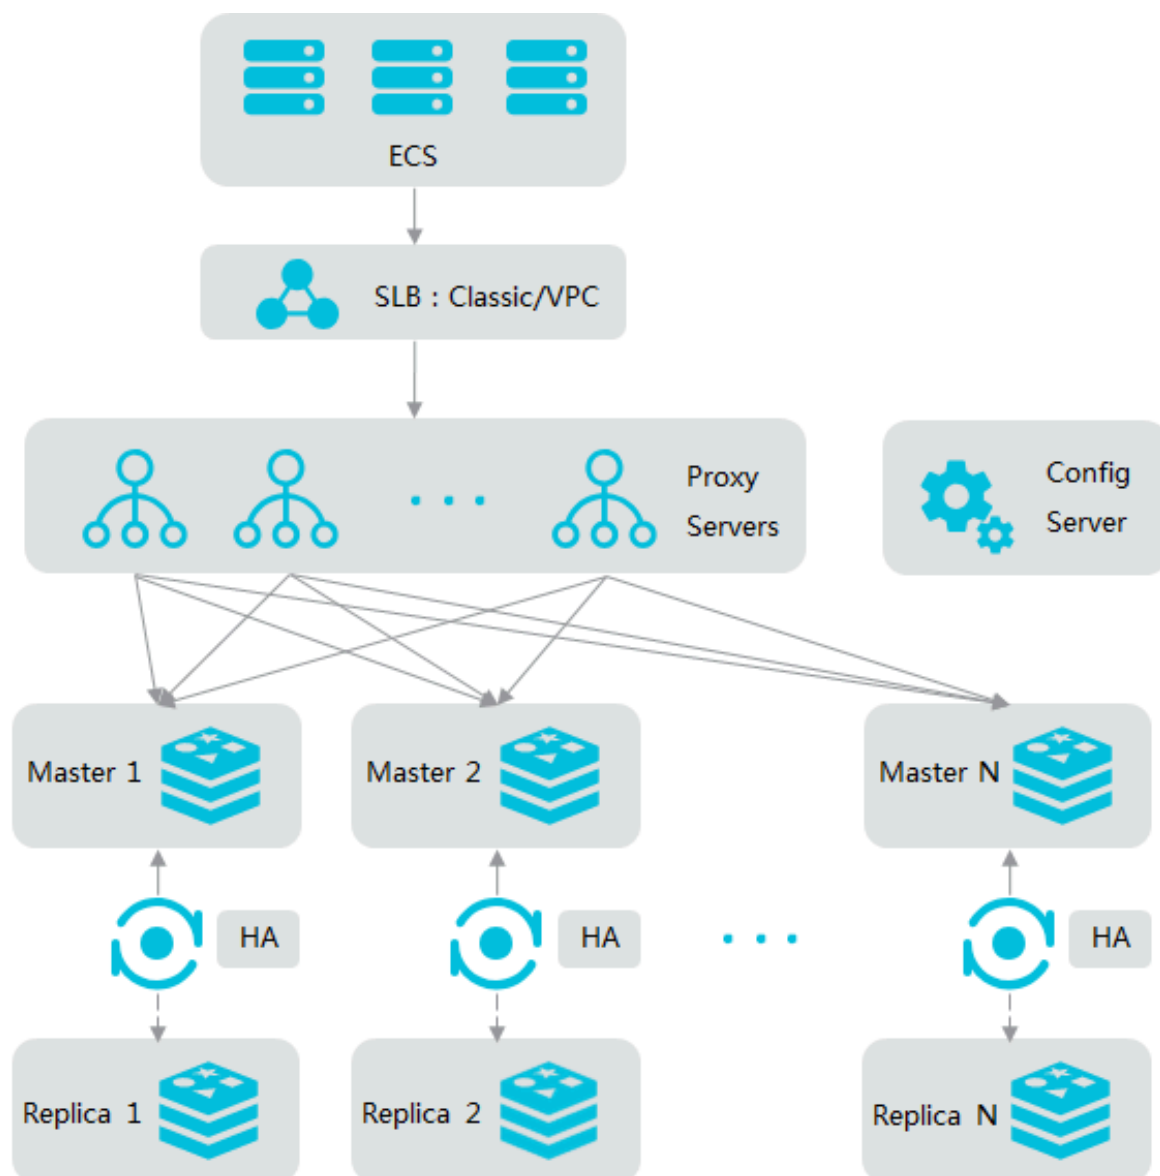 ECS
SLB : Classic/VPC
Proxy
Servers
Config
Server
Master 1
Master 2
Master N
HA
HA
HA
Replica 1
Replica 2
Replica N